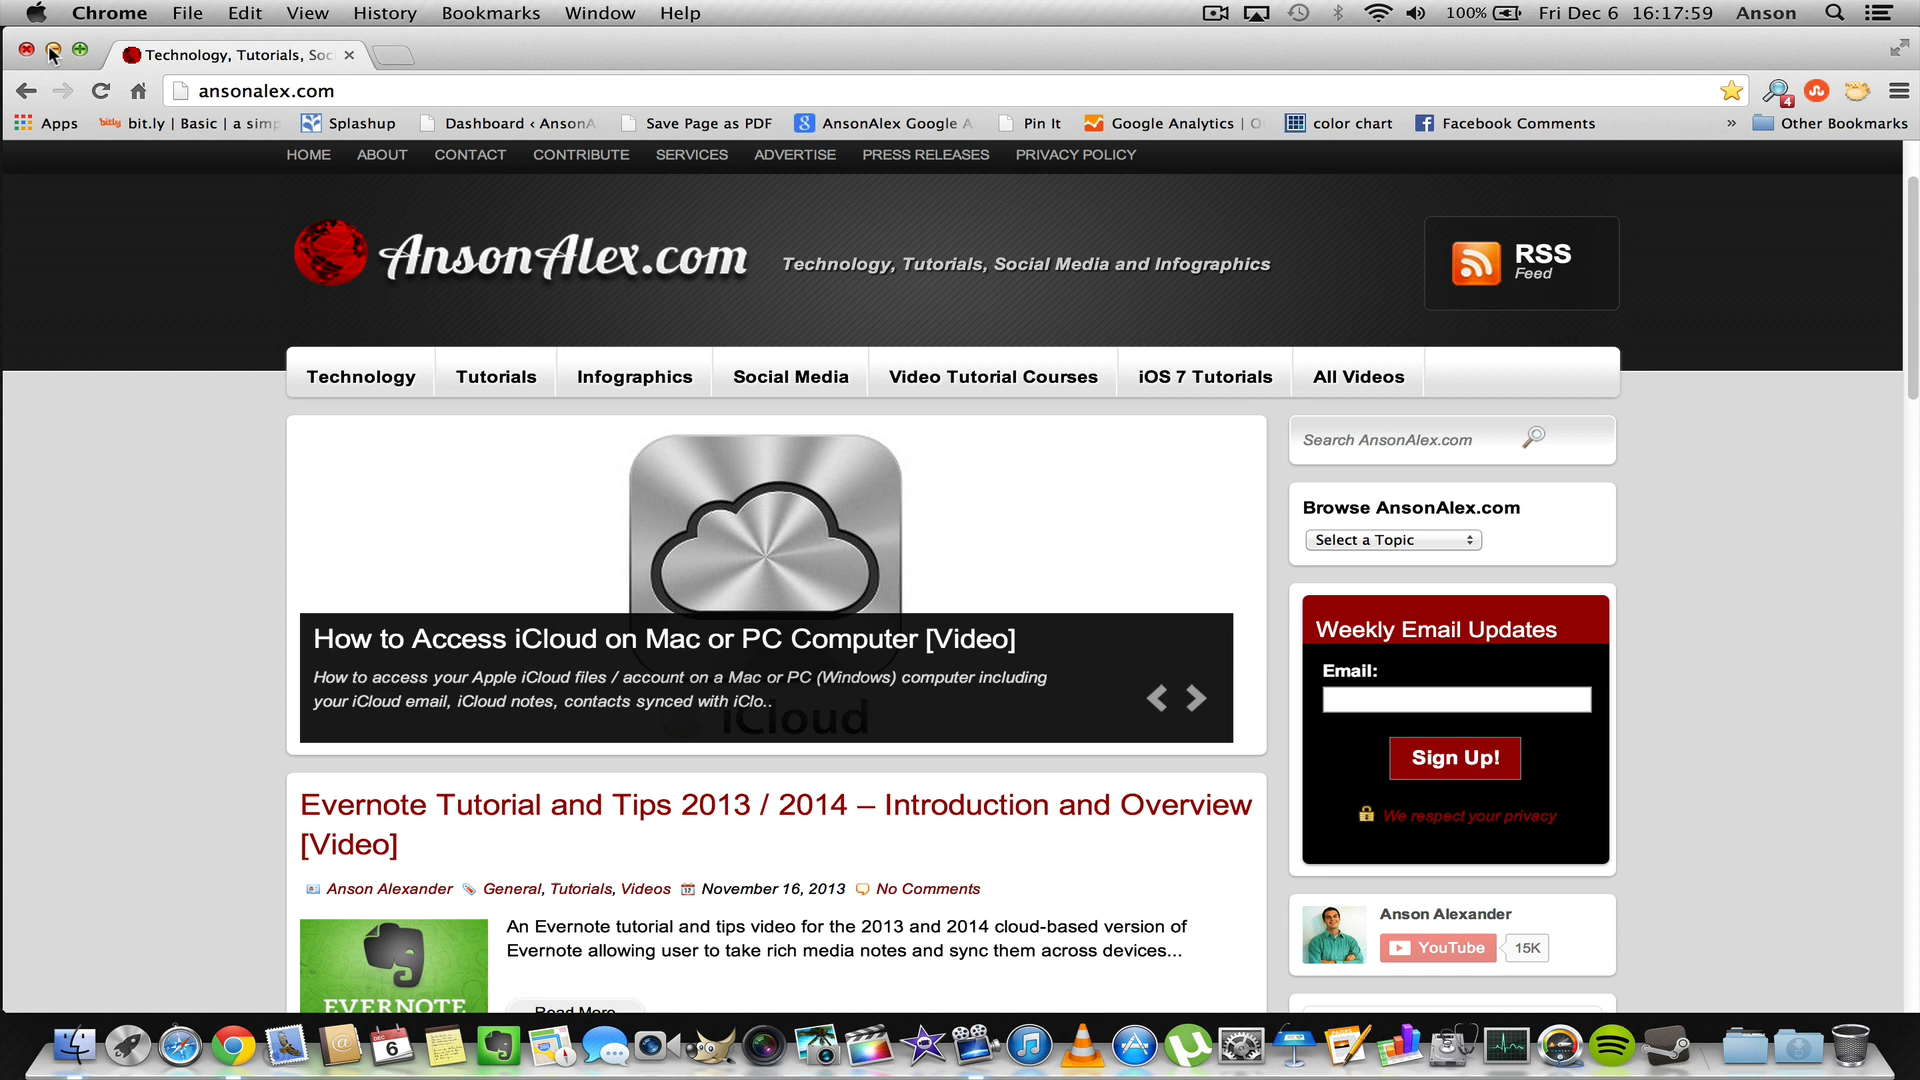 Chrome File Edit View History Bookmarks Window Help 100% Fri Dec 6 16:17:59 Anson
Technology, Tutorials, Soc
ansonalex.com
4
Apps bitly bit.ly | Basic | a simp Splashup Dashboard ‹ AnsonA Save Page as PDF 8 AnsonAlex Google A Pin It Google Analytics | O color chart Facebook Comments » Other Bookmarks
HOME ABOUT CONTACT CONTRIBUTE SERVICES ADVERTISE PRESS RELEASES PRIVACY POLICY
AnsonAlex.com
Technology, Tutorials, Social Media and Infographics
RSS
Feed
Technology Tutorials Infographics Social Media Video Tutorial Courses iOS 7 Tutorials All Videos
Search AnsonAlex.com
Browse AnsonAlex.com
Select a Topic
How to Access iCloud on Mac or PC Computer [Video]
How to access your Apple iCloud files / account on a Mac or PC (Windows) computer including
your iCloud email, iCloud notes, contacts synced with iClo..
iCloud
Weekly Email Updates
Email:
Sign Up!
We respect your privacy
Evernote Tutorial and Tips 2013 / 2014 – Introduction and Overview
[Video]
Anson Alexander General, Tutorials, Videos November 16, 2013 No Comments
EVERNOTE
An Evernote tutorial and tips video for the 2013 and 2014 cloud-based version of
Evernote allowing user to take rich media notes and sync them across devices...
Read More
Anson Alexander
YouTube 15K
6